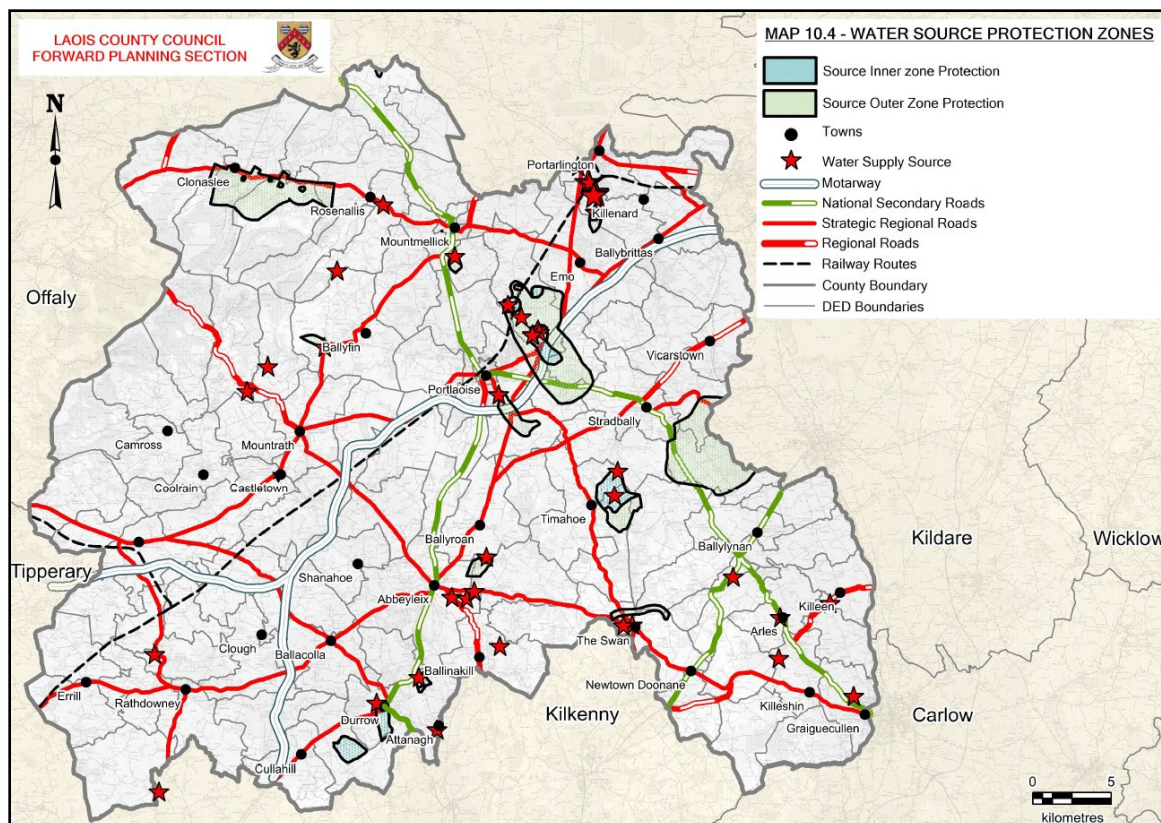 LAOIS COUNTY COUNCIL
FORWARD PLANNING SECTION
MAP 10.4 - WATER SOURCE PROTECTION ZONES
Source Inner zone Protection
Source Outer Zone Protection
Towns
Water Supply Source
Motarway
National Secondary Roads
Strategic Regional Roads
Regional Roads
Railway Routes
County Boundary
DED Boundaries
N
Portarlington
Clonaslee
Rosenallis
Killenard
Mountmellick
Ballybrittas
Emo
Offaly
Ballyfin
Vicarstown
Portlaoise
Stradbally
Camross
Mountrath
Coolrain
Castletown
Timahoe
Ballyroan
Ballylynan
Kildare
Wicklow
Tipperary
Shanahoe
Abbeyleix
Killeen
Arles
The Swan
Clough
Ballacolla
Ballinakill
Newtown Doonane
Errill
Rathdowney
Durrow
Killeshin
Kilkenny
Carlow
Attanagh
Graiguecullen
Cullahill
0 5
kilometres